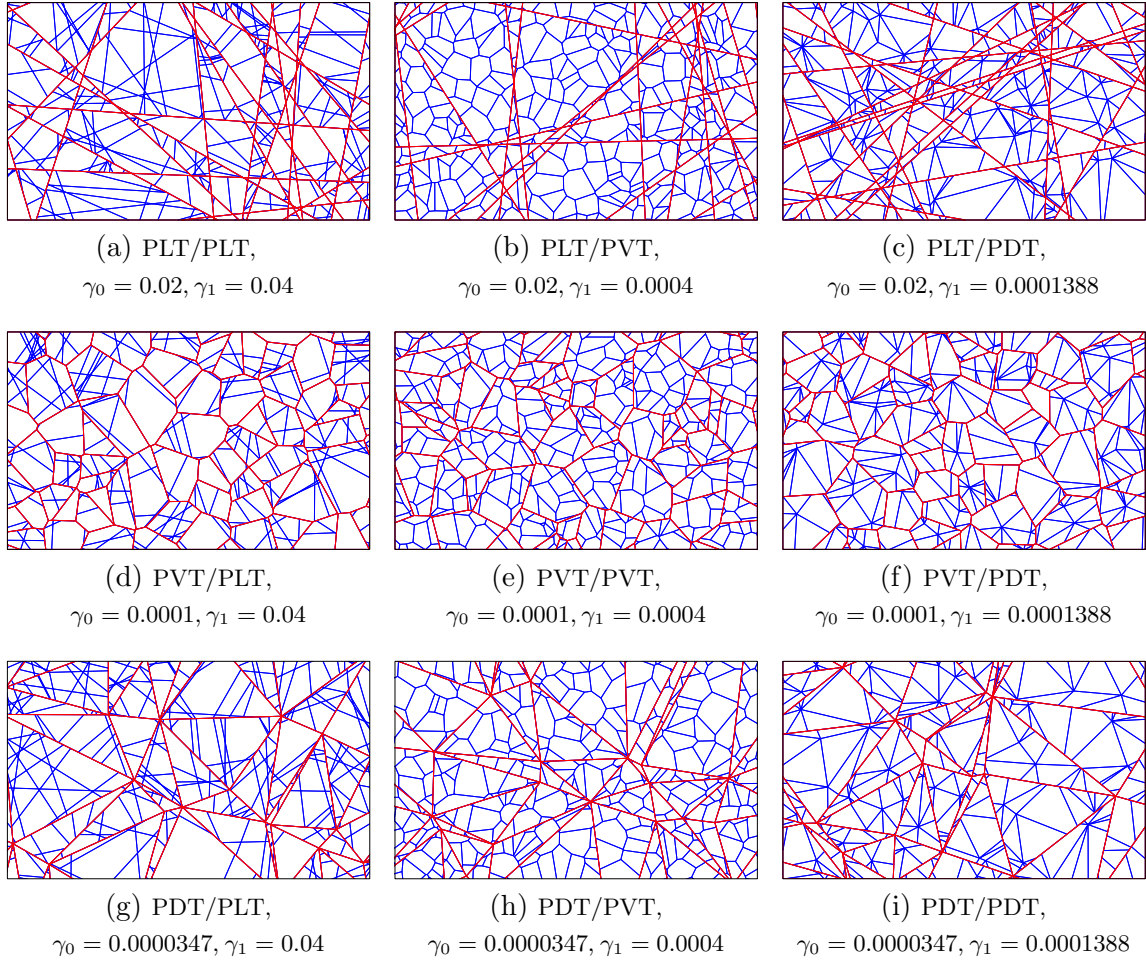 (a) PLT/PLT,
γ₀ = 0.02, γ₁ = 0.04
(b) PLT/PVT,
γ₀ = 0.02, γ₁ = 0.0004
(c) PLT/PDT,
γ₀ = 0.02, γ₁ = 0.0001388
(d) PVT/PLT,
γ₀ = 0.0001, γ₁ = 0.04
(e) PVT/PVT,
γ₀ = 0.0001, γ₁ = 0.0004
(f) PVT/PDT,
γ₀ = 0.0001, γ₁ = 0.0001388
(g) PDT/PLT,
γ₀ = 0.0000347, γ₁ = 0.04
(h) PDT/PVT,
γ₀ = 0.0000347, γ₁ = 0.0004
(i) PDT/PDT,
γ₀ = 0.0000347, γ₁ = 0.0001388